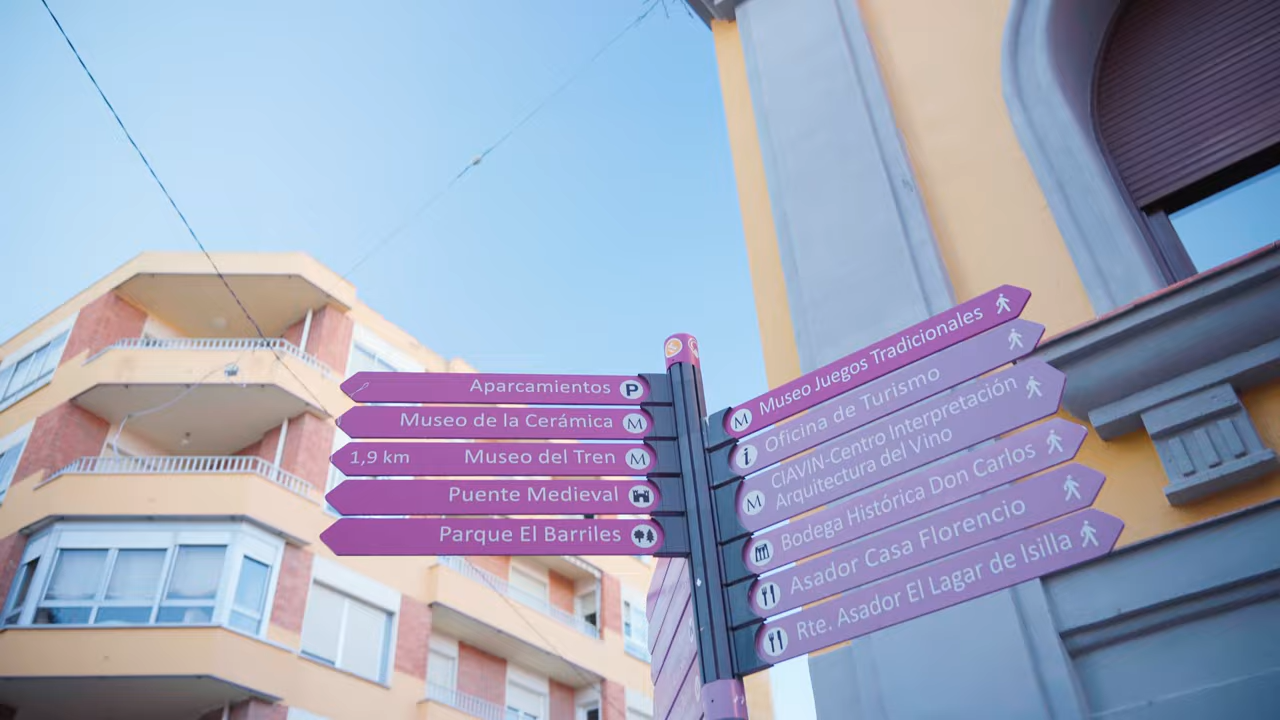 Aparcamientos P
Museo de la Cerámica M
1,9 km Museo del Tren M
Puente Medieval
Parque El Barriles
M Museo Juegos Tradicionales
i Oficina de Turismo
M CIAVIN-Centro Interpretación
Arquitectura del Vino
Bodega Histórica Don Carlos
Asador Casa Florencio
Rte. Asador El Lagar de Isilla